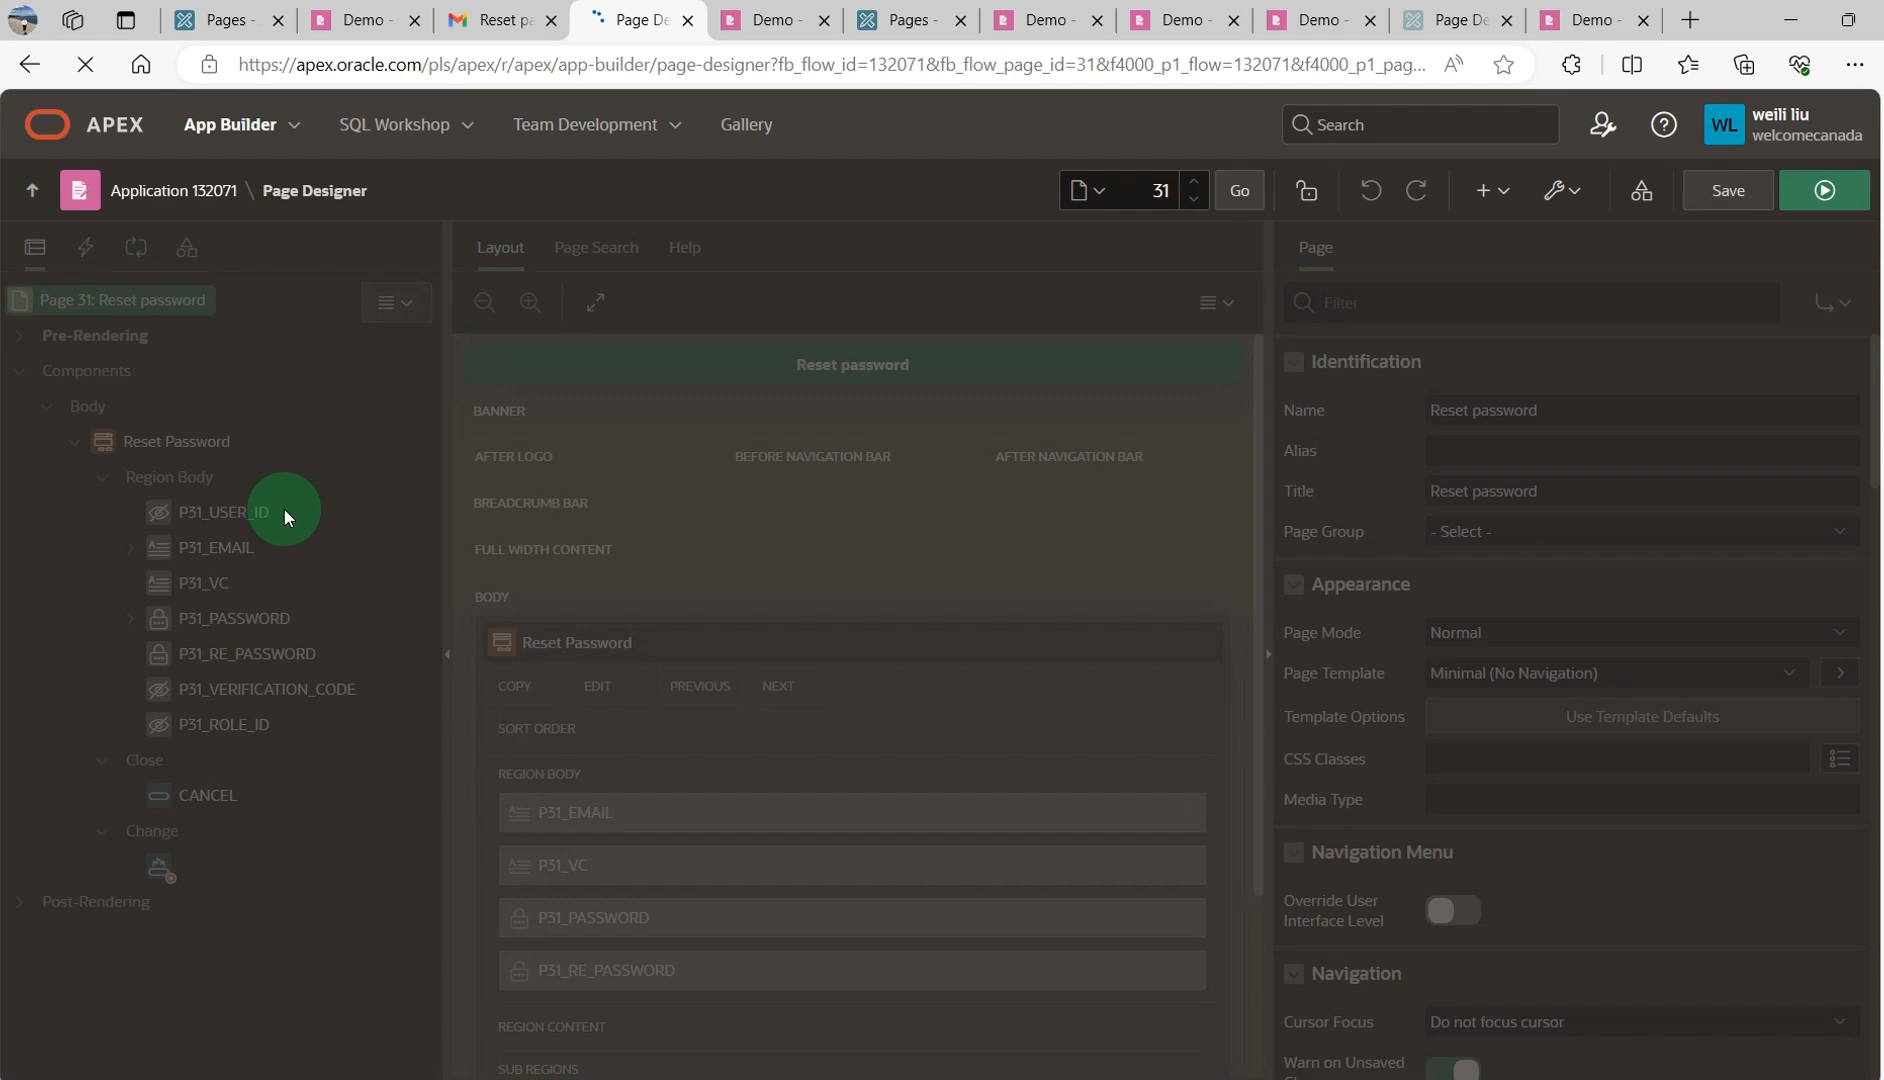 Pages -
Demo -
Reset pa
Page De
Demo -
Pages -
Demo -
Demo -
Demo -
Page De
Demo -
https://apex.oracle.com/pls/apex/r/apex/app-builder/page-designer?fb_flow_id=132071&fb_flow_page_id=31&f4000_p1_flow=132071&f4000_p1_pag...
APEX
App Builder
SQL Workshop
Team Development
Gallery
Search
WL
weili liu
welcomecanada
Application 132071 \ Page Designer
31
Go
Save
Layout
Page Search
Help
Page
Page 31: Reset password
Filter
Pre-Rendering
Components
Body
Reset Password
Region Body
P31_USER_ID
P31_EMAIL
P31_VC
P31_PASSWORD
P31_RE_PASSWORD
P31_VERIFICATION_CODE
P31_ROLE_ID
Close
CANCEL
Change
Post-Rendering
Reset password
BANNER
AFTER LOGO
BEFORE NAVIGATION BAR
AFTER NAVIGATION BAR
BREADCRUMB BAR
FULL WIDTH CONTENT
BODY
Reset Password
COPY
EDIT
PREVIOUS
NEXT
SORT ORDER
REGION BODY
P31_EMAIL
P31_VC
P31_PASSWORD
P31_RE_PASSWORD
REGION CONTENT
SUB REGIONS
Identification
Name
Reset password
Alias
Title
Reset password
Page Group
- Select -
Appearance
Page Mode
Normal
Page Template
Minimal (No Navigation)
Template Options
Use Template Defaults
CSS Classes
Media Type
Navigation Menu
Override User
Interface Level
Navigation
Cursor Focus
Do not focus cursor
Warn on Unsaved